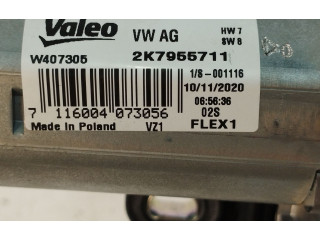 Valeo VW AG HW 7
SW 8
W407305 2K7955711
1/S-001116
10/11/2020
06:56:36
7 116004 073056 02S
Made in Poland VZ1 FLEX1